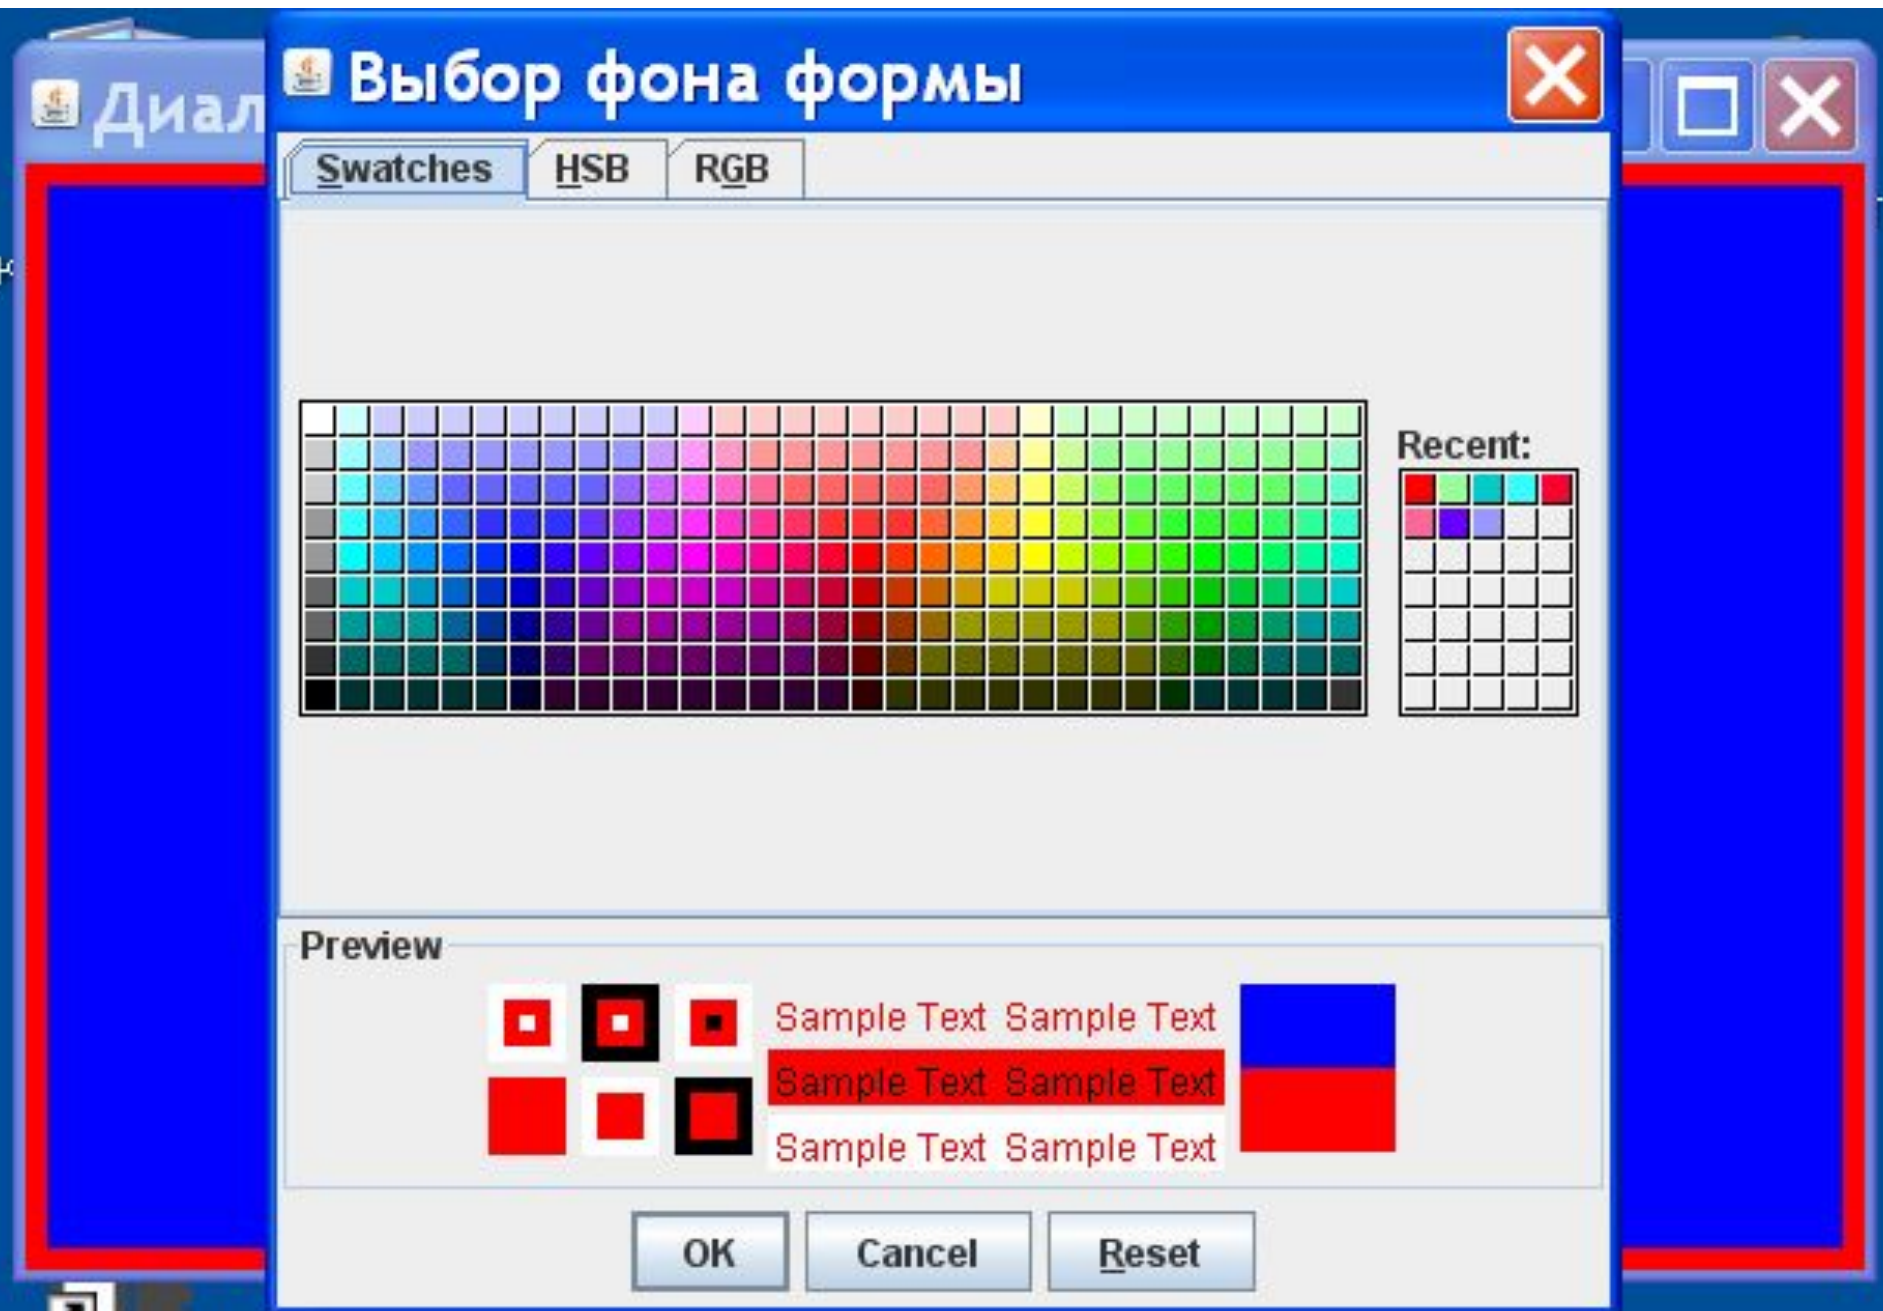 Выбор фона формы
Диал
Swatches HSB RGB
Recent:
Preview
Sample Text Sample Text
Sample Text Sample Text
Sample Text Sample Text
OK Cancel Reset